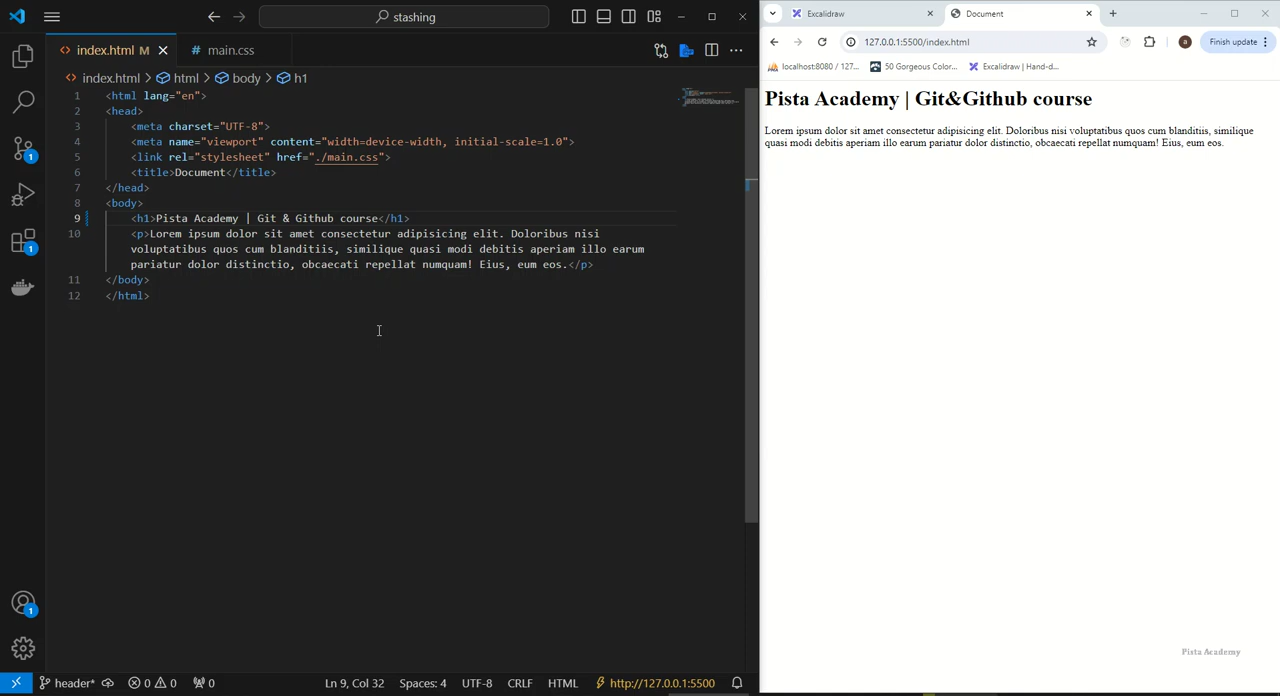 stashing
index.html M
# main.css
index.html > html > body > h1
1 <html lang="en">
2 <head>
3 <meta charset="UTF-8">
4 <meta name="viewport" content="width=device-width, initial-scale=1.0">
5 <link rel="stylesheet" href="./main.css">
6 <title>Document</title>
7 </head>
8 <body>
9 <h1>Pista Academy | Git & Github course</h1>
10 <p>Lorem ipsum dolor sit amet consectetur adipisicing elit. Doloribus nisi
voluptatibus quos cum blanditiis, similique quasi modi debitis aperiam illo earum
pariatur dolor distinctio, obcaecati repellat numquam! Eius, eum eos.</p>
11 </body>
12 </html>
1
1
1
header* 0 0 0 Ln 9, Col 32 Spaces: 4 UTF-8 CRLF HTML http://127.0.0.1:5500
Excalidraw
Document
127.0.0.1:5500/index.html
a
Finish update
localhost:8080 / 127...
50 Gorgeous Color...
Excalidraw | Hand-d...
Pista Academy | Git&Github course
Lorem ipsum dolor sit amet consectetur adipisicing elit. Doloribus nisi voluptatibus quos cum blanditiis, similique
quasi modi debitis aperiam illo earum pariatur dolor distinctio, obcaecati repellat numquam! Eius, eum eos.
Pista Academy